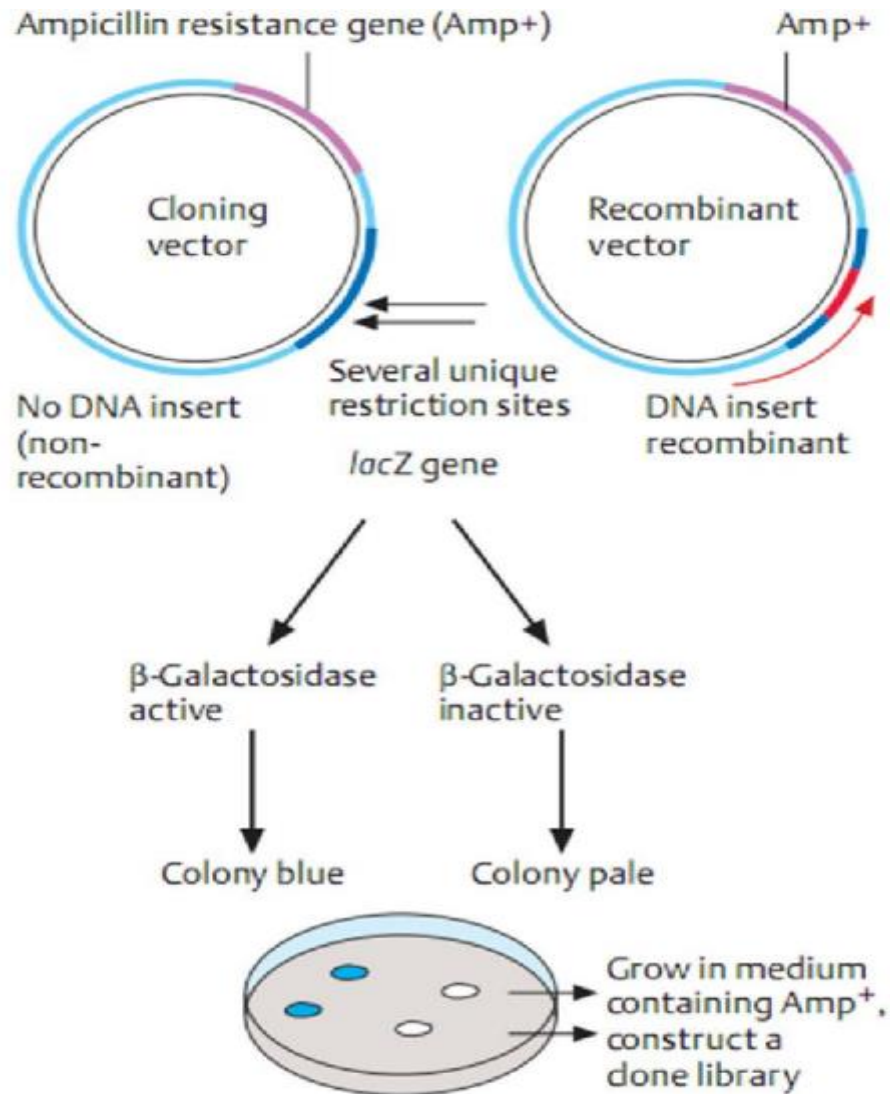 Ampicillin resistance gene (Amp+)
Amp+
Cloning
vector
Recombinant
vector
No DNA insert
(non-
recombinant)
Several unique
restriction sites
lacZ gene
DNA insert
recombinant
β-Galactosidase
active
β-Galactosidase
inactive
Colony blue
Colony pale
Grow in medium
containing Amp⁺,
construct a
clone library